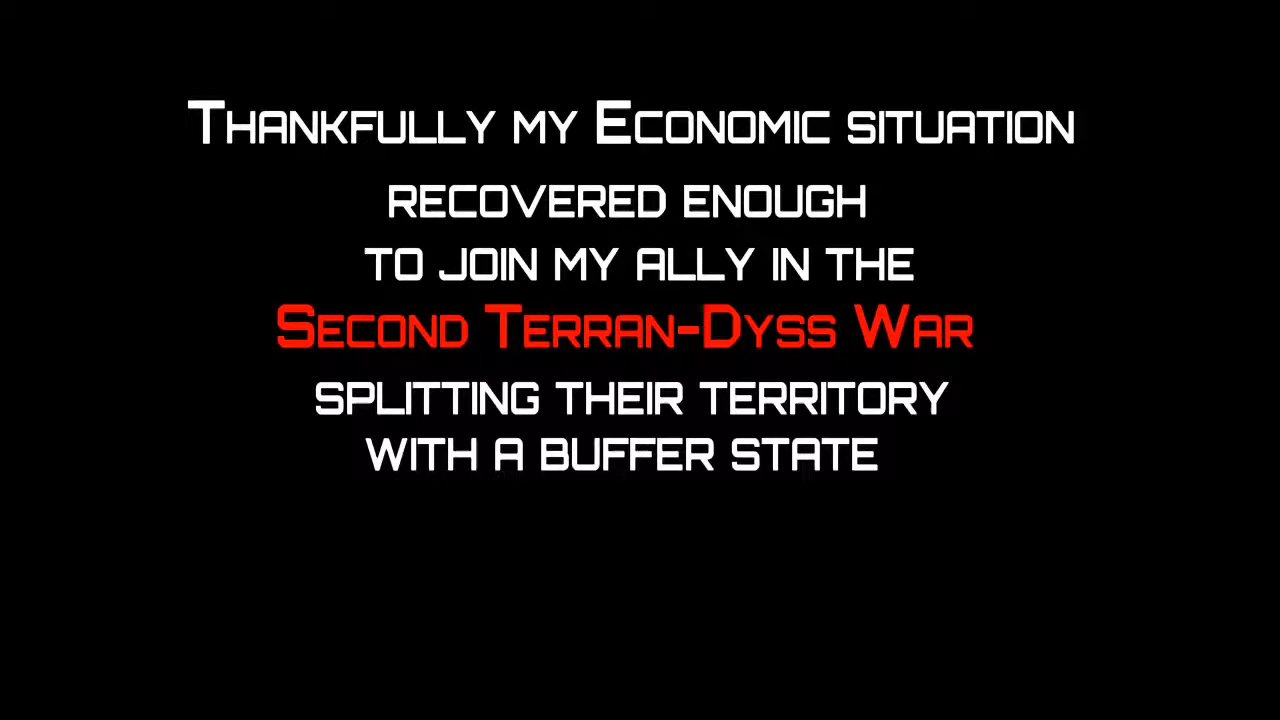 Thankfully my Economic situation
recovered enough
to join my ally in the
Second Terran-Dyss War
splitting their territory
with a buffer state